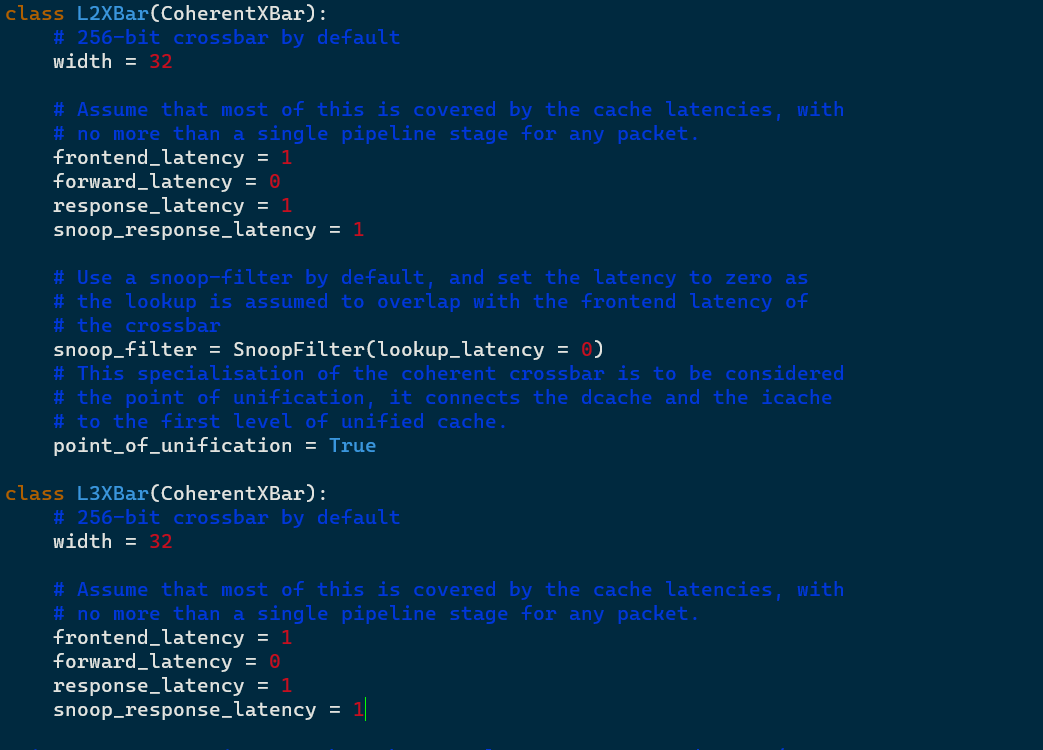 class L2XBar(CoherentXBar):
    # 256-bit crossbar by default
    width = 32

    # Assume that most of this is covered by the cache latencies, with
    # no more than a single pipeline stage for any packet.
    frontend_latency = 1
    forward_latency = 0
    response_latency = 1
    snoop_response_latency = 1

    # Use a snoop-filter by default, and set the latency to zero as
    # the lookup is assumed to overlap with the frontend latency of
    # the crossbar
    snoop_filter = SnoopFilter(lookup_latency = 0)
    # This specialisation of the coherent crossbar is to be considered
    # the point of unification, it connects the dcache and the icache
    # to the first level of unified cache.
    point_of_unification = True

class L3XBar(CoherentXBar):
    # 256-bit crossbar by default
    width = 32

    # Assume that most of this is covered by the cache latencies, with
    # no more than a single pipeline stage for any packet.
    frontend_latency = 1
    forward_latency = 0
    response_latency = 1
    snoop_response_latency = 1